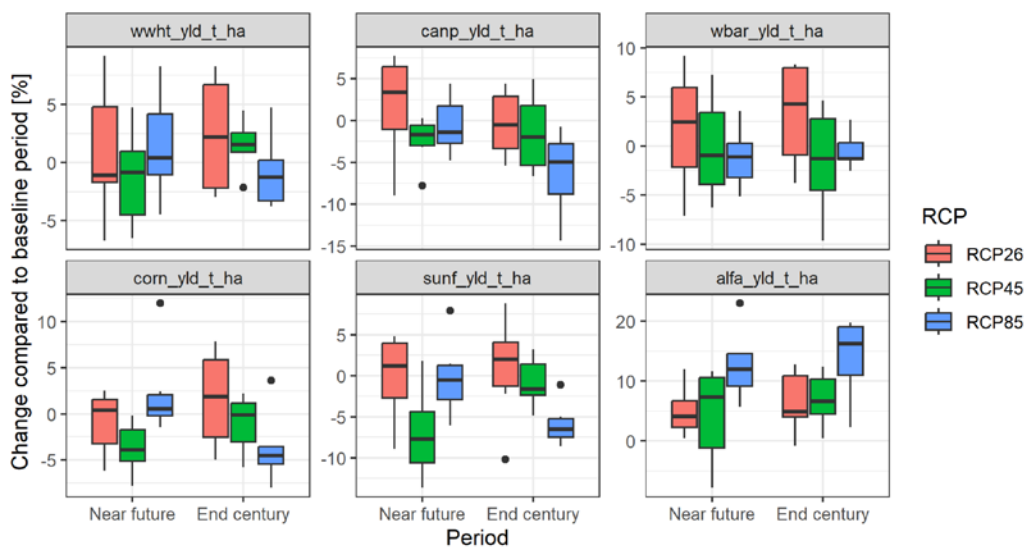 wwht_yld_t_ha
canp_yld_t_ha
wbar_yld_t_ha
5
0
-5
5
0
-5
-10
-15
10
5
0
-5
-10
corn_yld_t_ha
sunf_yld_t_ha
alfa_yld_t_ha
10
5
0
-5
5
0
-5
-10
20
10
0
Near future
End century
Near future
End century
Near future
End century
Period
Change compared to baseline period [%]
RCP
RCP26
RCP45
RCP85